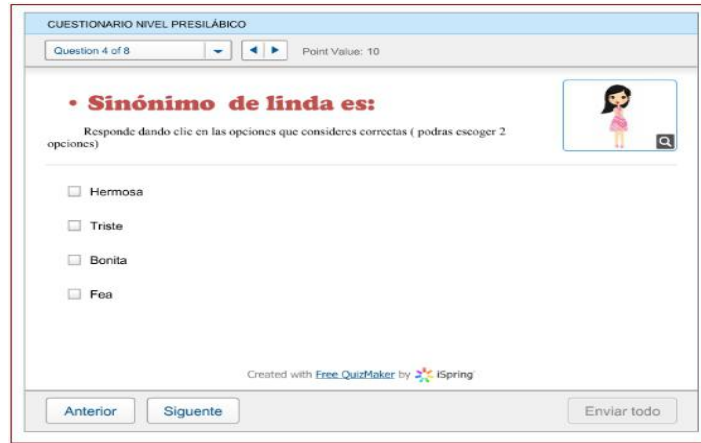 CUESTIONARIO NIVEL PRESILÁBICO
Question 4 of 8
Point Value: 10
• Sinónimo de linda es:
Responde dando clic en las opciones que consideres correctas ( podras escoger 2
opciones)
Hermosa
Triste
Bonita
Fea
Created with Free QuizMaker by iSpring
Anterior
Siguente
Enviar todo